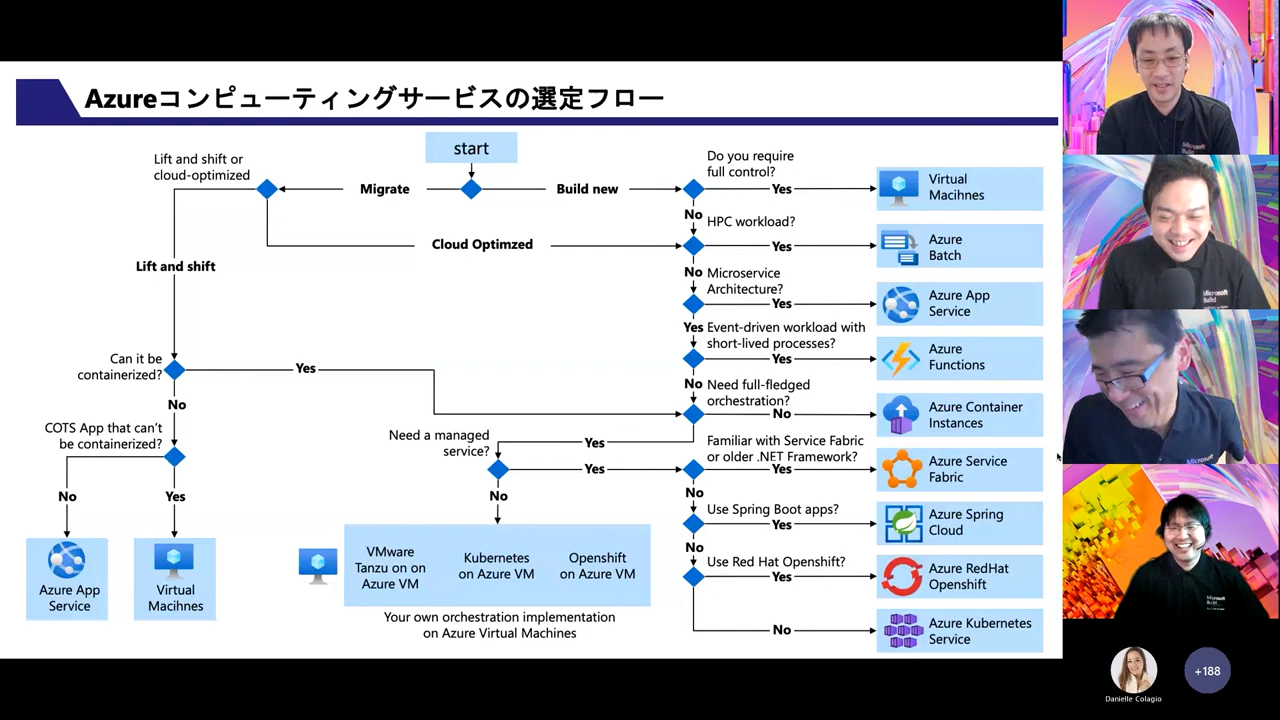 Azureコンピューティングサービスの選定フロー
start
Lift and shift or
cloud-optimized
Migrate
Build new
Do you require
full control?
Yes
Virtual
Macihnes
No
HPC workload?
Cloud Optimzed
Yes
Azure
Batch
Lift and shift
No
Microservice
Architecture?
Yes
Azure App
Service
Yes
Event-driven workload with
short-lived processes?
Yes
Azure
Functions
Can it be
containerized?
Yes
No
Need full-fledged
orchestration?
No
Azure Container
Instances
No
COTS App that can't
be containerized?
Need a managed
service?
Yes
Yes
Familiar with Service Fabric
or older .NET Framework?
Yes
Azure Service
Fabric
No
Yes
No
No
Use Spring Boot apps?
Yes
Azure Spring
Cloud
Azure App
Service
Virtual
Macihnes
VMware
Tanzu on on
Azure VM
Kubernetes
on Azure VM
Openshift
on Azure VM
Your own orchestration implementation
on Azure Virtual Machines
No
Use Red Hat Openshift?
Yes
Azure RedHat
Openshift
No
Azure Kubernetes
Service
Microsoft
Build
Microsoft
Build
Microsoft
Microsoft
Build
Danielle Colagio
+188